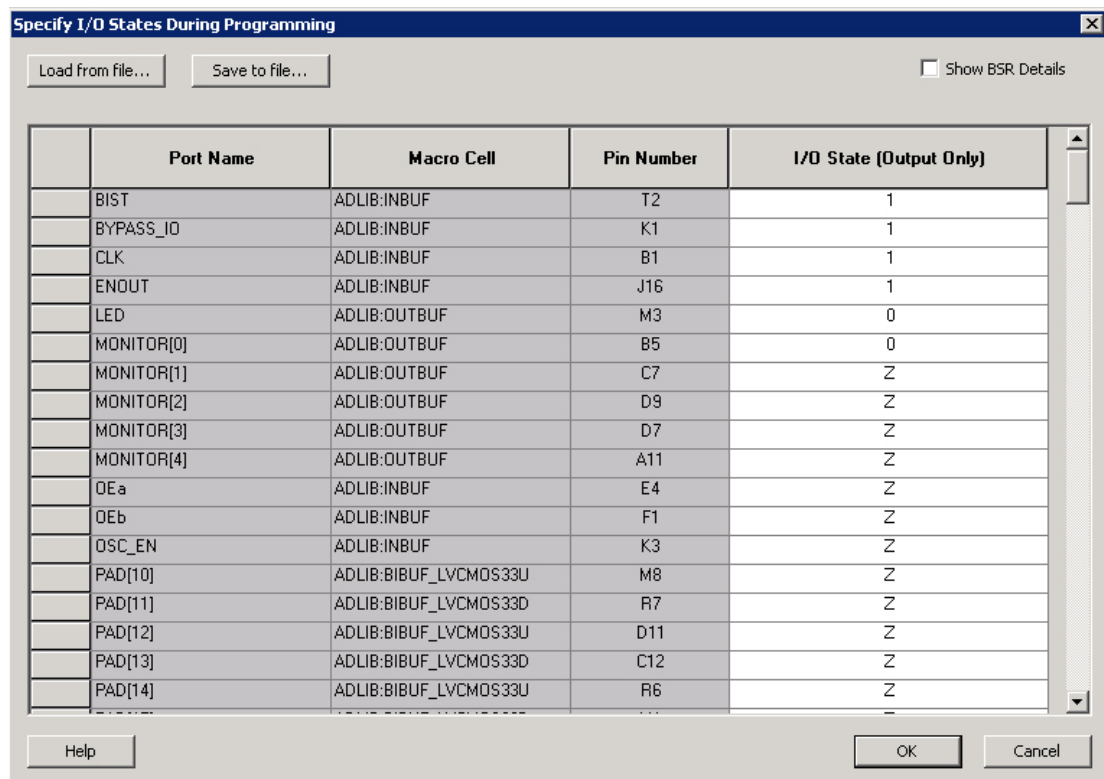 Specify I/O States During Programming
Load from file... Save to file... Show BSR Details
Port Name Macro Cell Pin Number I/O State (Output Only)
BIST ADLIB:INBUF T2 1
BYPASS_IO ADLIB:INBUF K1 1
CLK ADLIB:INBUF B1 1
ENOUT ADLIB:INBUF J16 1
LED ADLIB:OUTBUF M3 0
MONITOR[0] ADLIB:OUTBUF B5 0
MONITOR[1] ADLIB:OUTBUF C7 Z
MONITOR[2] ADLIB:OUTBUF D9 Z
MONITOR[3] ADLIB:OUTBUF D7 Z
MONITOR[4] ADLIB:OUTBUF A11 Z
OEa ADLIB:INBUF E4 Z
OEb ADLIB:INBUF F1 Z
OSC_EN ADLIB:INBUF K3 Z
PAD[10] ADLIB:BIBUF_LVCMOS33U M8 Z
PAD[11] ADLIB:BIBUF_LVCMOS33D R7 Z
PAD[12] ADLIB:BIBUF_LVCMOS33U D11 Z
PAD[13] ADLIB:BIBUF_LVCMOS33D C12 Z
PAD[14] ADLIB:BIBUF_LVCMOS33U R6 Z
Help OK Cancel